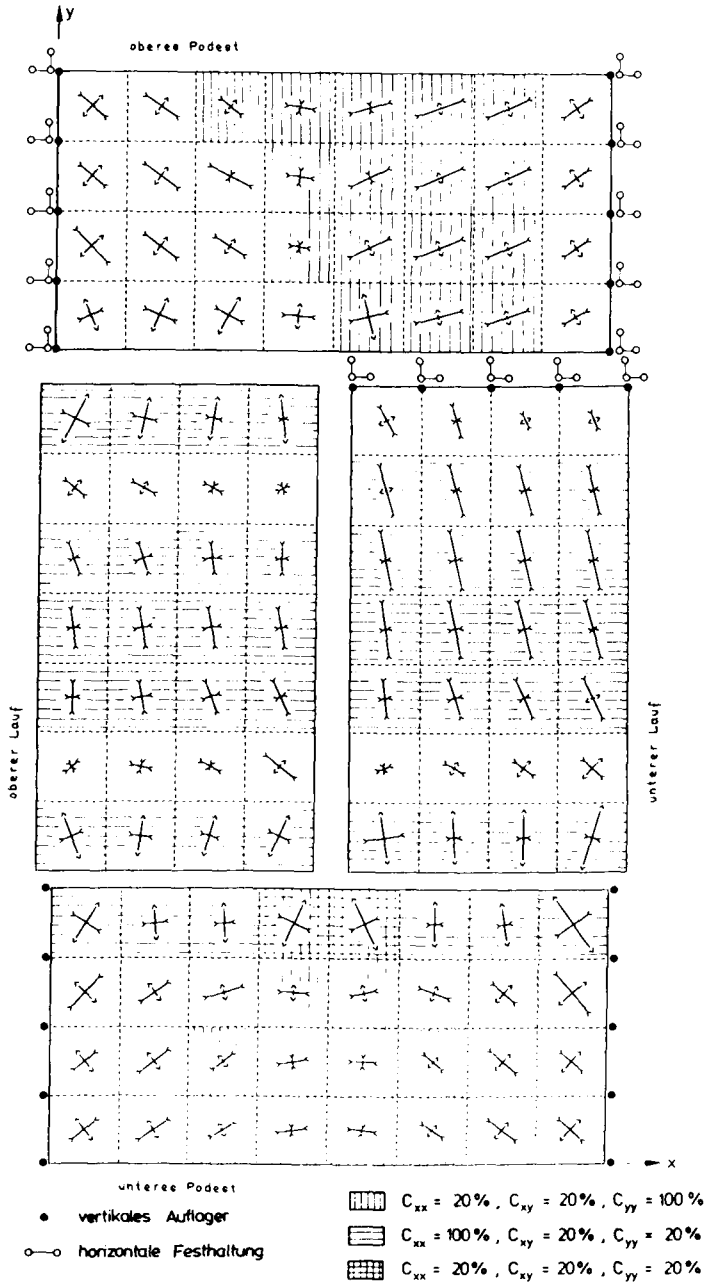 y
oberes Podest
oberer Lauf
unterer Lauf
x
unteres Podest
vertikales Auflager
horizontale Festhaltung
C_xx = 20% , C_xy = 20% , C_yy = 100%
C_xx = 100% , C_xy = 20% , C_yy = 20%
C_xx = 20% , C_xy = 20% , C_yy = 20%